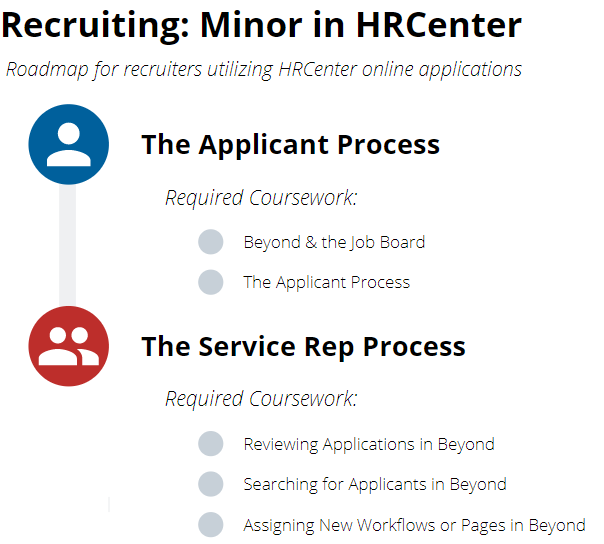 Recruiting: Minor in HRCenter
Roadmap for recruiters utilizing HRCenter online applications
The Applicant Process
Required Coursework:
Beyond & the Job Board
The Applicant Process
The Service Rep Process
Required Coursework:
Reviewing Applications in Beyond
Searching for Applicants in Beyond
Assigning New Workflows or Pages in Beyond